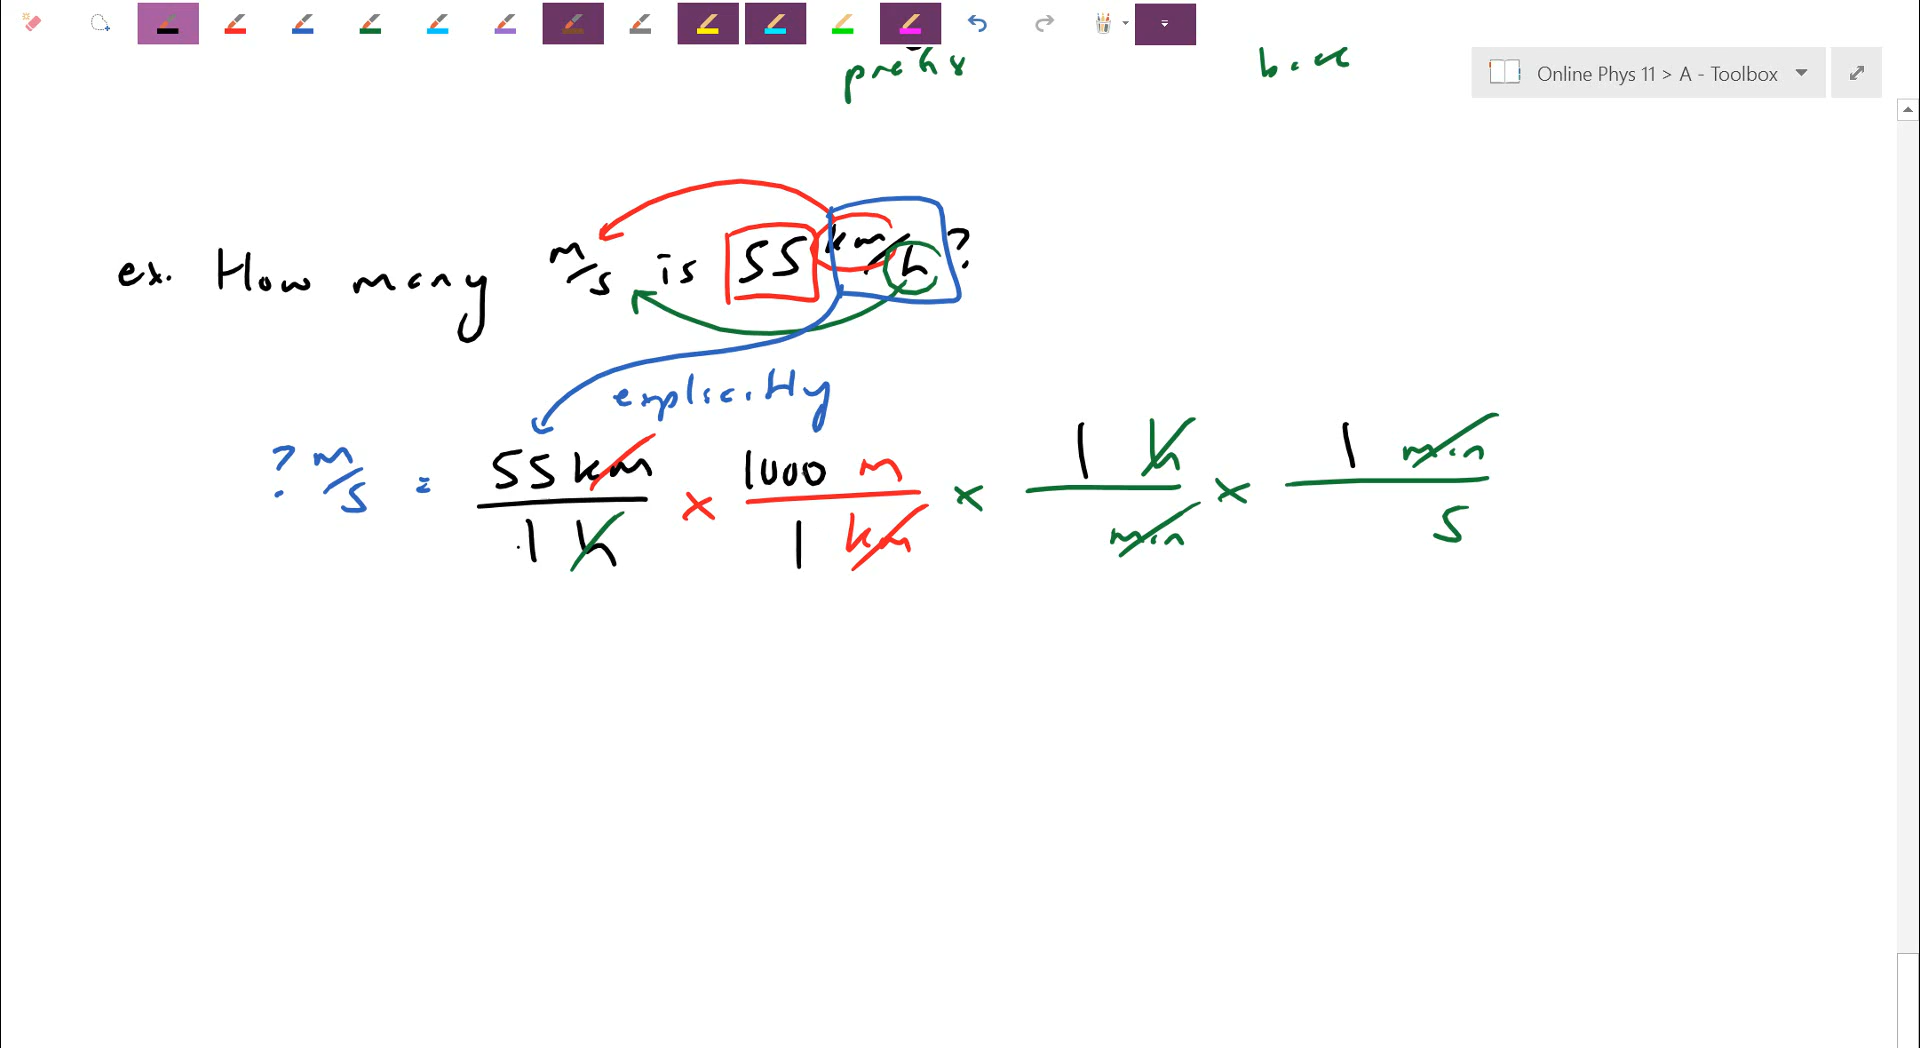 prefix
base
Online Phys 11 > A - Toolbox
ex. How many m/s is 55 km/h ?
explicitly
? m/s = 55 km / 1 h × 1000 m / 1 km × 1 h / min × 1 min / s